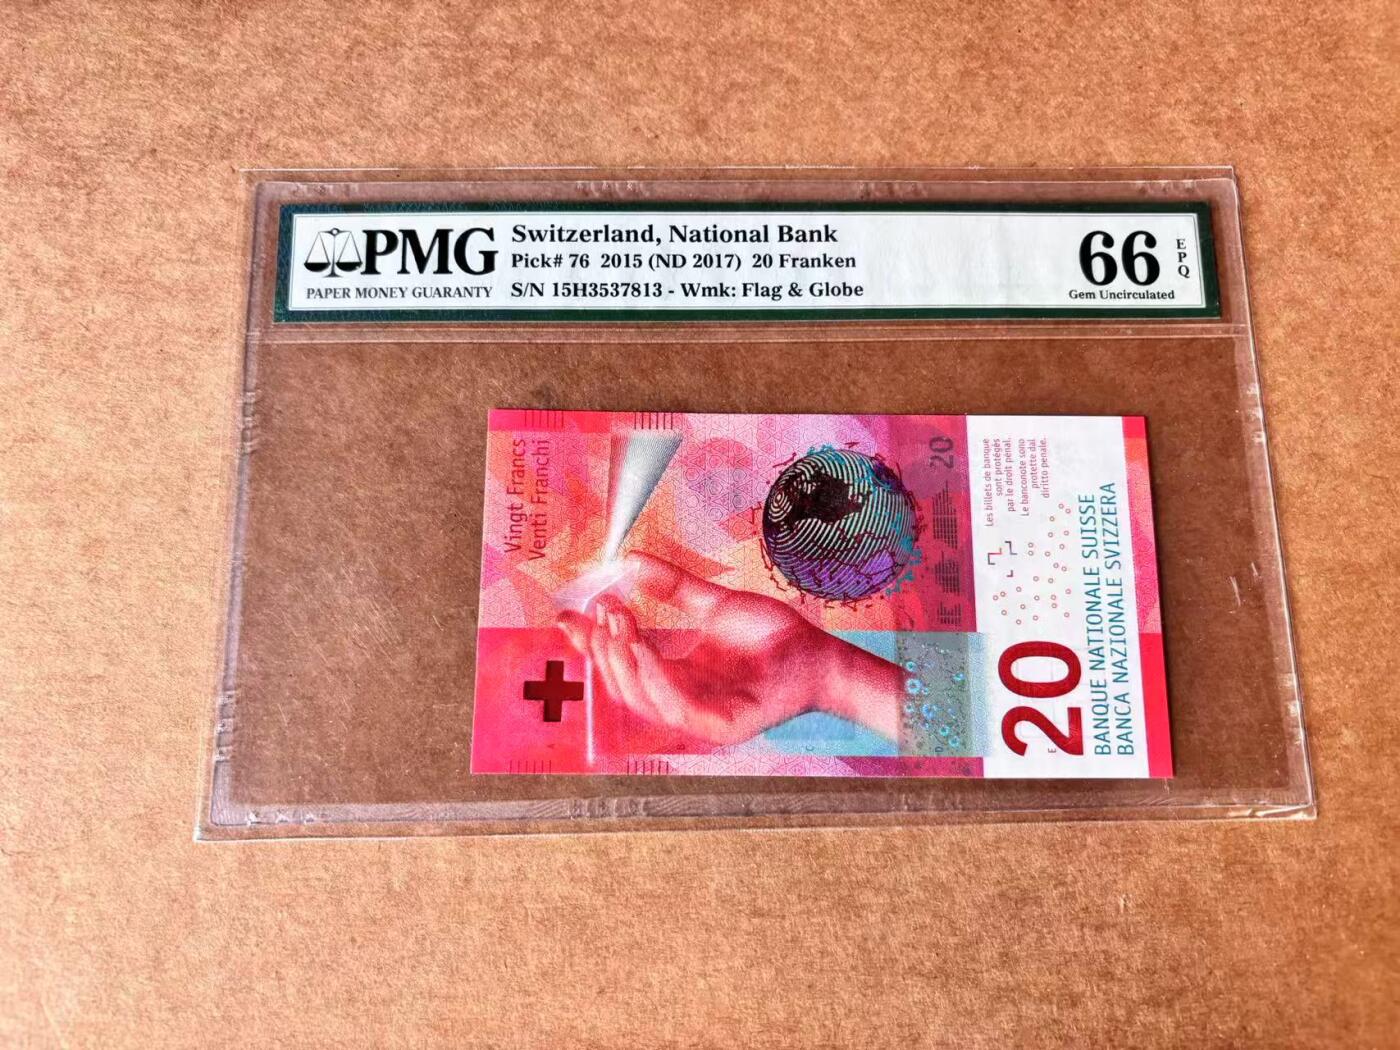 PMG
PAPER MONEY GUARANTY
Switzerland, National Bank
Pick# 76 2015 (ND 2017) 20 Franken
S/N 15H3537813 - Wmk: Flag & Globe
66
EPQ
Gem Uncirculated
Vingt Francs
Venti Franchi
20
Les billets de banque
sont protégés
par le droit pénal.
Le banconote sono
protette dal
diritto penale.
20
E
BANQUE NATIONALE SUISSE
BANCA NAZIONALE SVIZZERA
A
B
C
D